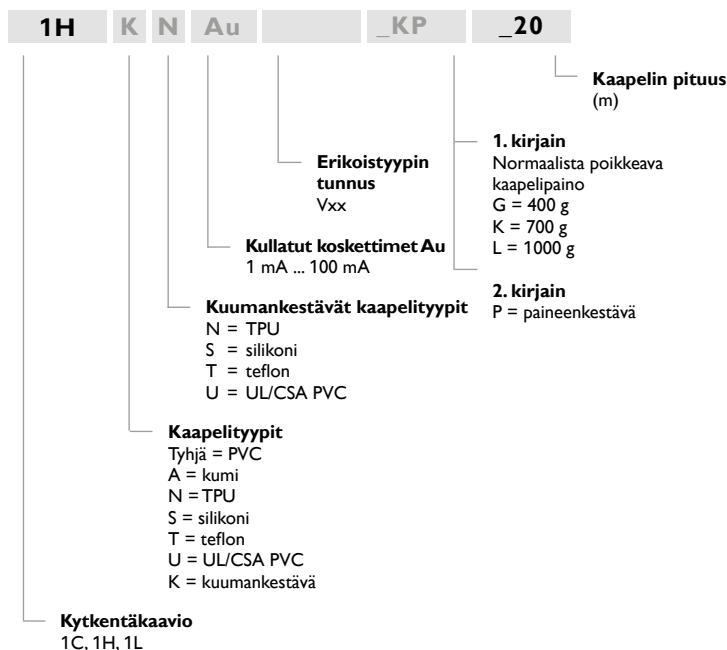 1H K N Au _KP _20
Kaapelin pituus
(m)
1. kirjain
Normaalista poikkeava
kaapelipaino
G = 400 g
K = 700 g
L = 1000 g
2. kirjain
P = paineenkestävä
Erikoistyypin
tunnus
Vxx
Kullatut koskettimet Au
1 mA ... 100 mA
Kuumankestävät kaapelityypit
N = TPU
S = silikoni
T = teflon
U = UL/CSA PVC
Kaapelityypit
Tyhjä = PVC
A = kumi
N = TPU
S = silikoni
T = teflon
U = UL/CSA PVC
K = kuumankestävä
Kytkentäkaavio
1C, 1H, 1L